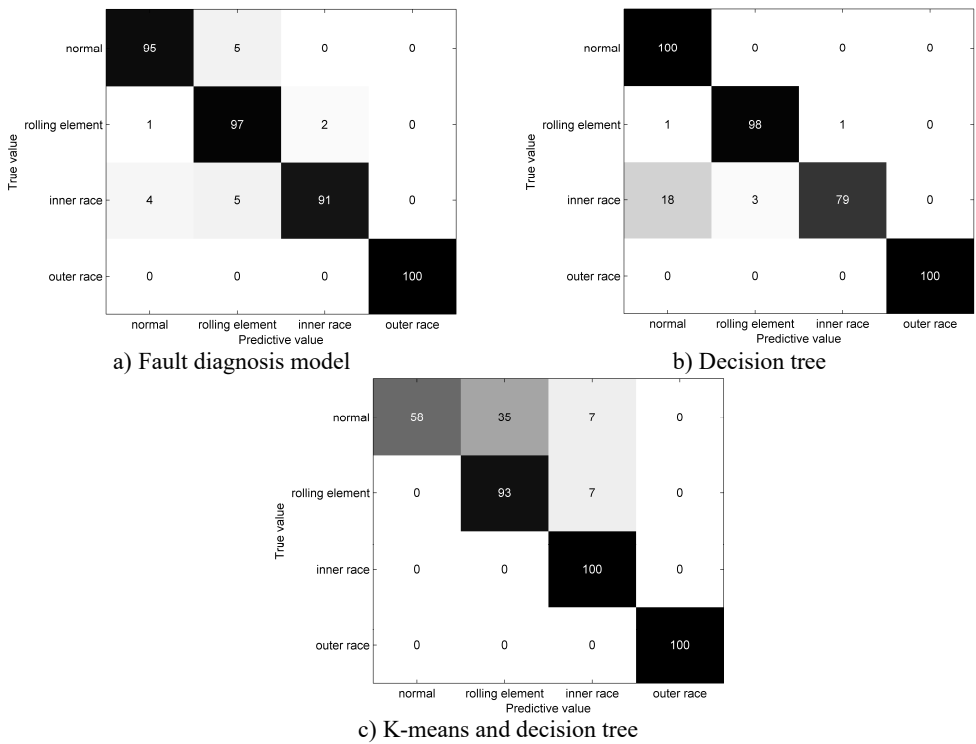 normal 95 5 0 0
rolling element 1 97 2 0
inner race 4 5 91 0
outer race 0 0 0 100
True value
normal rolling element inner race outer race
Predictive value
a) Fault diagnosis model
normal 100 0 0 0
rolling element 1 98 1 0
inner race 18 3 79 0
outer race 0 0 0 100
True value
normal rolling element inner race outer race
Predictive value
b) Decision tree
normal 58 35 7 0
rolling element 0 93 7 0
inner race 0 0 100 0
outer race 0 0 0 100
True value
normal rolling element inner race outer race
Predictive value
c) K-means and decision tree